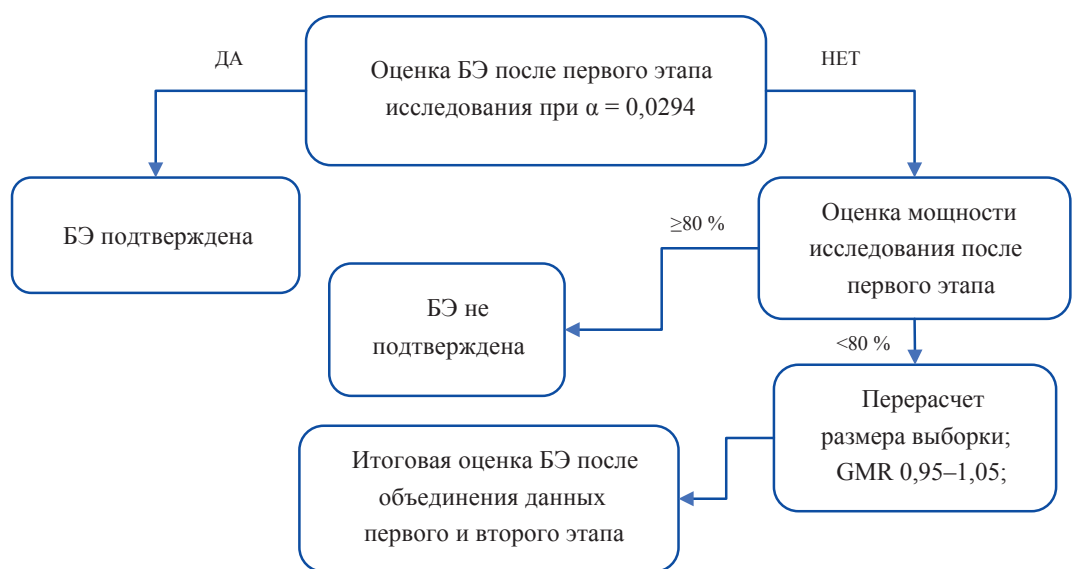 ДА
Оценка БЭ после первого этапа
исследования при α = 0,0294
НЕТ
БЭ подтверждена
Оценка мощности
исследования после
первого этапа
≥80 %
БЭ не
подтверждена
<80 %
Перерасчет
размера выборки;
GMR 0,95–1,05;
Итоговая оценка БЭ после
объединения данных
первого и второго этапа